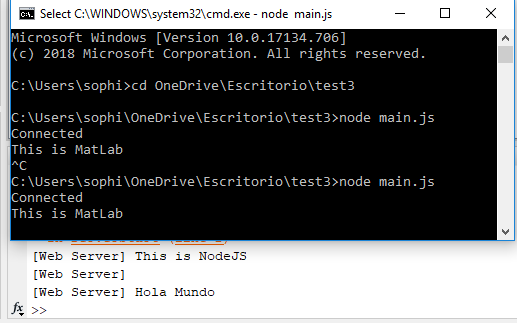 Select C:\WINDOWS\system32\cmd.exe - node main.js
Microsoft Windows [Version 10.0.17134.706]
(c) 2018 Microsoft Corporation. All rights reserved.
C:\Users\sophi>cd OneDrive\Escritorio\test3
C:\Users\sophi\OneDrive\Escritorio\test3>node main.js
Connected
This is MatLab
^C
C:\Users\sophi\OneDrive\Escritorio\test3>node main.js
Connected
This is MatLab
[Web Server] This is NodeJS
[Web Server]
[Web Server] Hola Mundo
fx >>